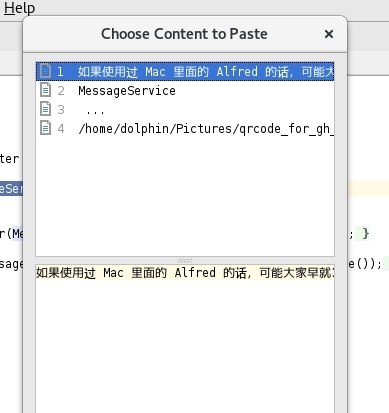 Help
Choose Content to Paste
1 如果使用过 Mac 里面的 Alfred 的话，可能大
2 MessageService
3 ...
4 /home/dolphin/Pictures/qrcode_for_gh_
ter
eSer
r(Me ; }
ssage e());
如果使用过 Mac 里面的 Alfred 的话，可能大家早就